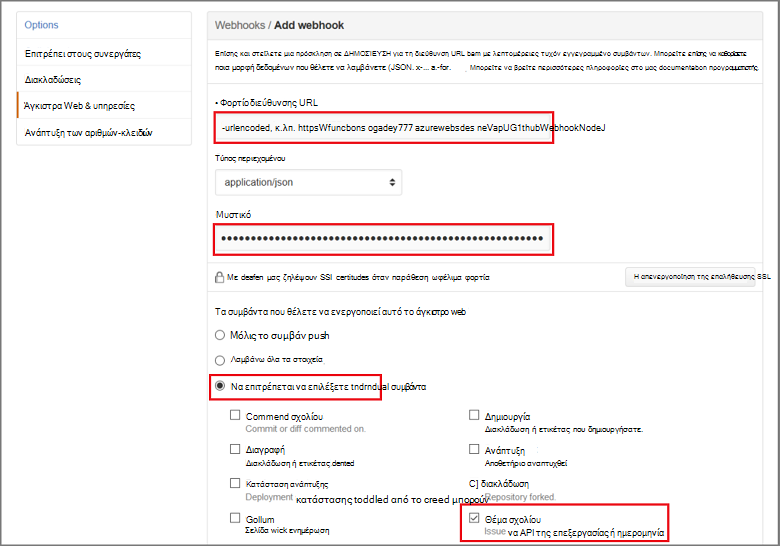 Options
Επιτρέπει στους συνεργάτες
Διακλαδώσεις
Άγκιστρα Web & υπηρεσίες
Ανάπτυξη των αριθμών-κλειδών
Webhooks / Add webhook
Επίσης και στείλετε μια πρόσκληση σε ΔΗΜΟΣΙΕΥΣΗ για τη διεύθυνση URL bem με λεπτομέρειες τυχόν εγγεγραμμένο συμβάντων. Μπορείτε επίσης να καθορίσετε
ποια μορφή δεδομένων που θέλετε να λαμβάνετε (JSON. x-... a.-for. . Μπορείτε να βρείτε περισσότερες πληροφορίες στο μας documentabon προγραμματιστής.
• Φορτίο διεύθυνσης URL
-urlencoded, κ.λπ. httpsWfuncbons ogadey777 azurewebsdes neVapUG1thubWebhookNodeJ
Τύπος περιεχομένου
application/json
Μυστικό
Με deafen μας ζηλέψουν SSI certitudes όταν παράθεση ωφέλιμα φορτία
Η απενεργοποίηση της επαλήθευσης SSL
Τα συμβάντα που θέλετε να ενεργοποιεί αυτό το άγκιστρο web
Μόλις το συμβάν push
Λαμβάνω όλα τα στοιχεία.
Να επιτρέπεται να επιλέξετε tndrndual συμβάντα
Commend σχολίου
Commit or diff commented on.
Δημιουργία
Διακλάδωση ή ετικέτας που δημιουργήσατε.
Διαγραφή
Διακλάδωση ή ετικέτας dented
Ανάπτυξη
Αποθετήριο αναπτυχθεί
Κατάσταση ανάπτυξης
Deployment κατάστασης toddled από το creed μπορούν
C] διακλάδωση
Repository forked.
Gollum
Σελίδα wick ενημέρωση
Θέμα σχολίου
Issue να API της επεξεργασίας ή ημερομηνία